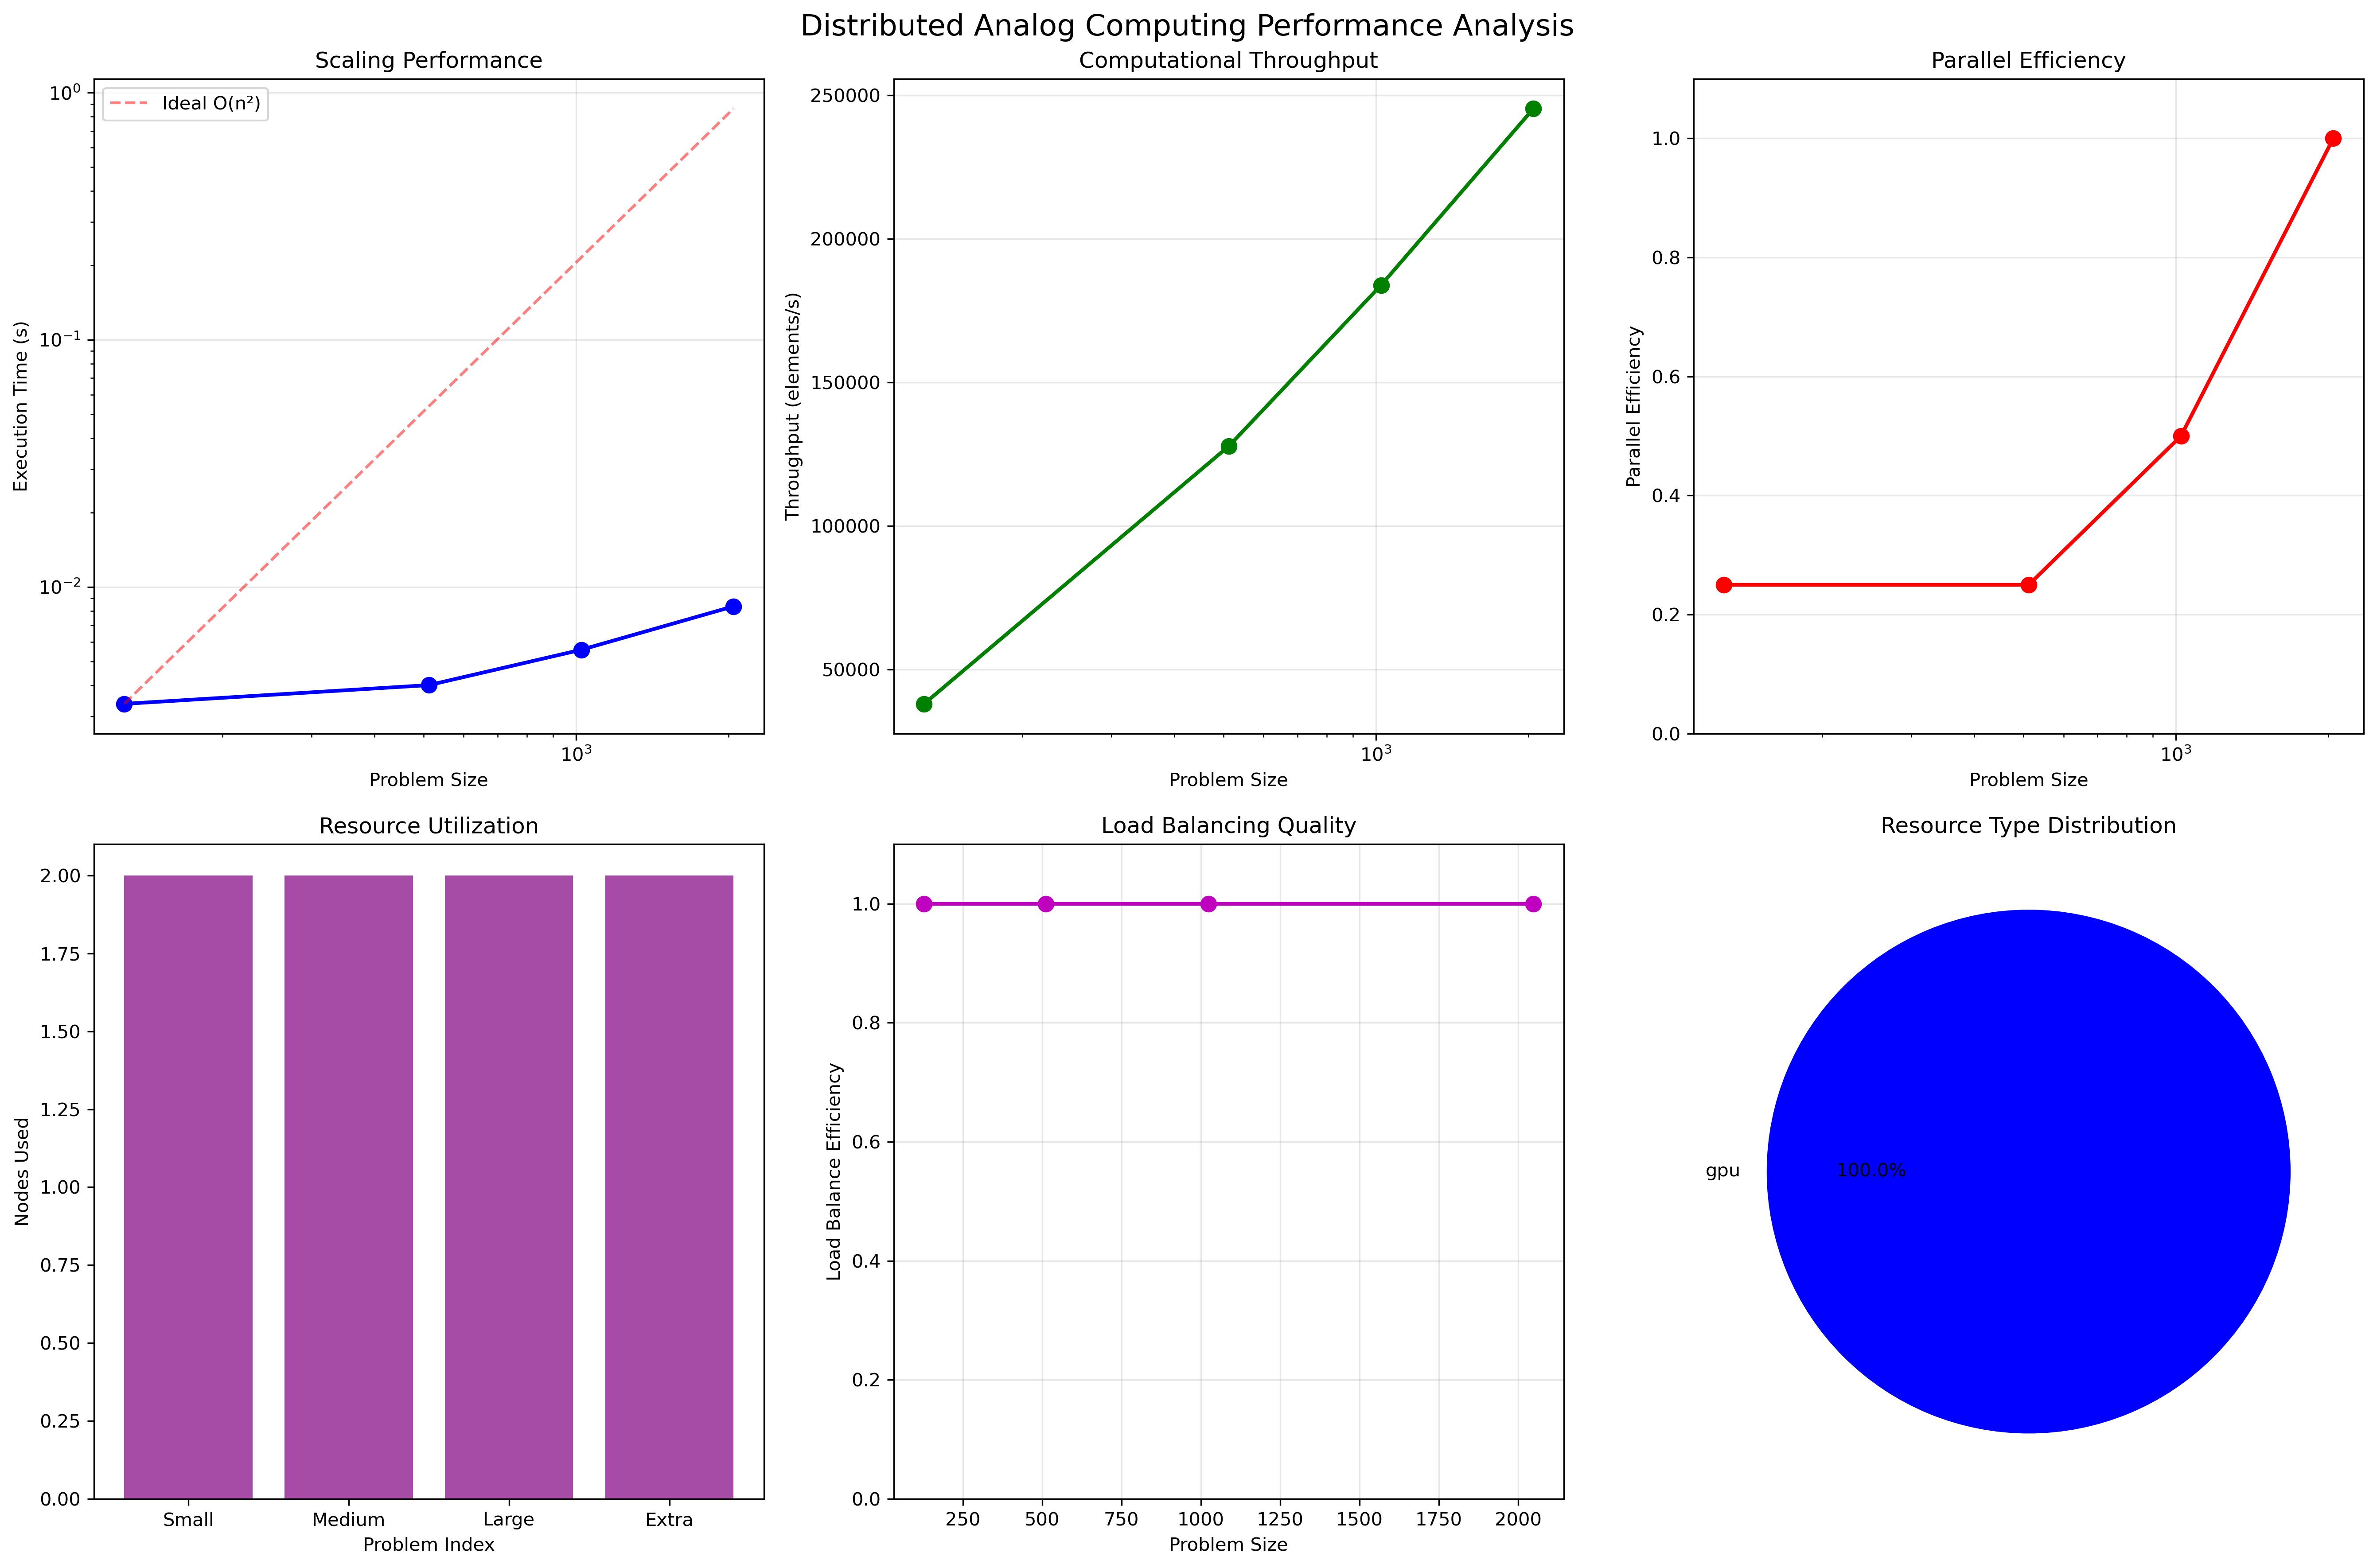 Distributed Analog Computing Performance Analysis
Scaling Performance
10⁰
10⁻¹
10⁻²
Execution Time (s)
Ideal O(n²)
10³
Problem Size
Computational Throughput
250000
200000
150000
100000
50000
Throughput (elements/s)
10³
Problem Size
Parallel Efficiency
1.0
0.8
0.6
0.4
0.2
0.0
Parallel Efficiency
10³
Problem Size
Resource Utilization
2.00
1.75
1.50
1.25
1.00
0.75
0.50
0.25
0.00
Nodes Used
Small Medium Large Extra
Problem Index
Load Balancing Quality
1.0
0.8
0.6
0.4
0.2
0.0
Load Balance Efficiency
250 500 750 1000 1250 1500 1750 2000
Problem Size
Resource Type Distribution
gpu 100.0%